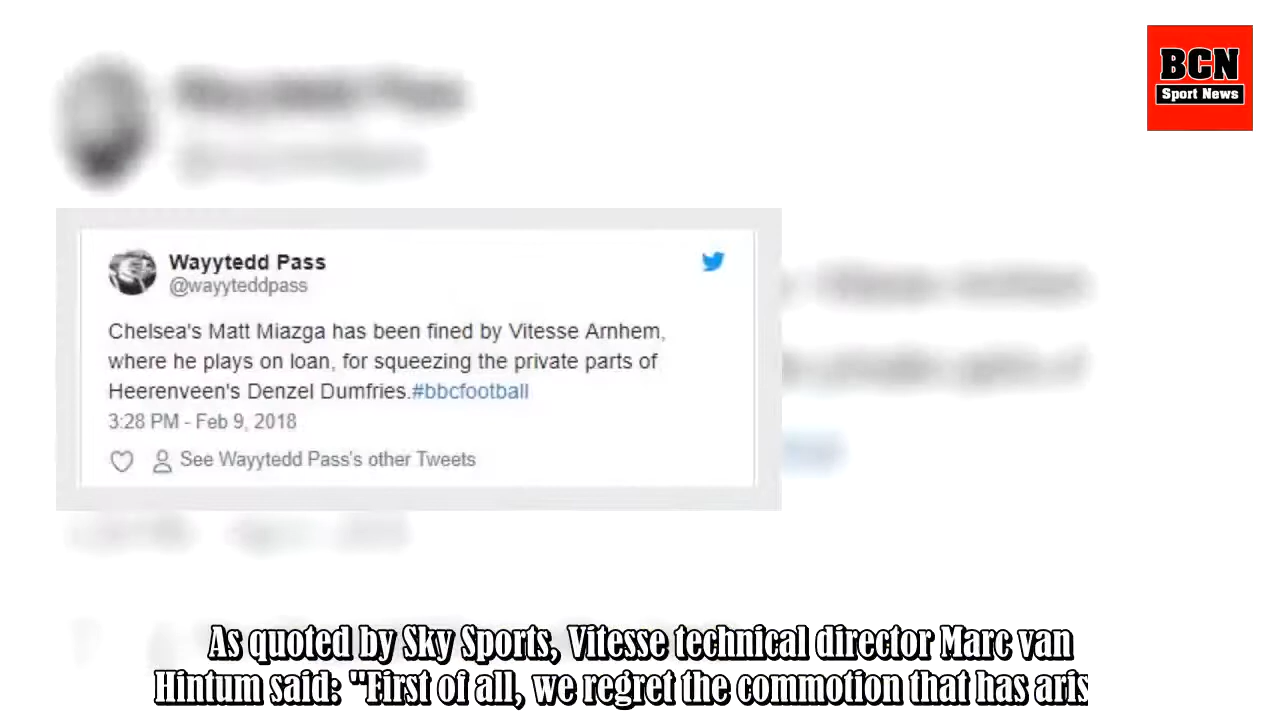 BCN
Sport News
Wayytedd Pass
@wayyteddpass
Chelsea's Matt Miazga has been fined by Vitesse Arnhem,
where he plays on loan, for squeezing the private parts of
Heerenveen's Denzel Dumfries.#bbcfootball
3:28 PM - Feb 9, 2018
See Wayytedd Pass's other Tweets
As quoted by Sky Sports, Vitesse technical director Marc van
Hintum said: "First of all, we regret the commotion that has aris